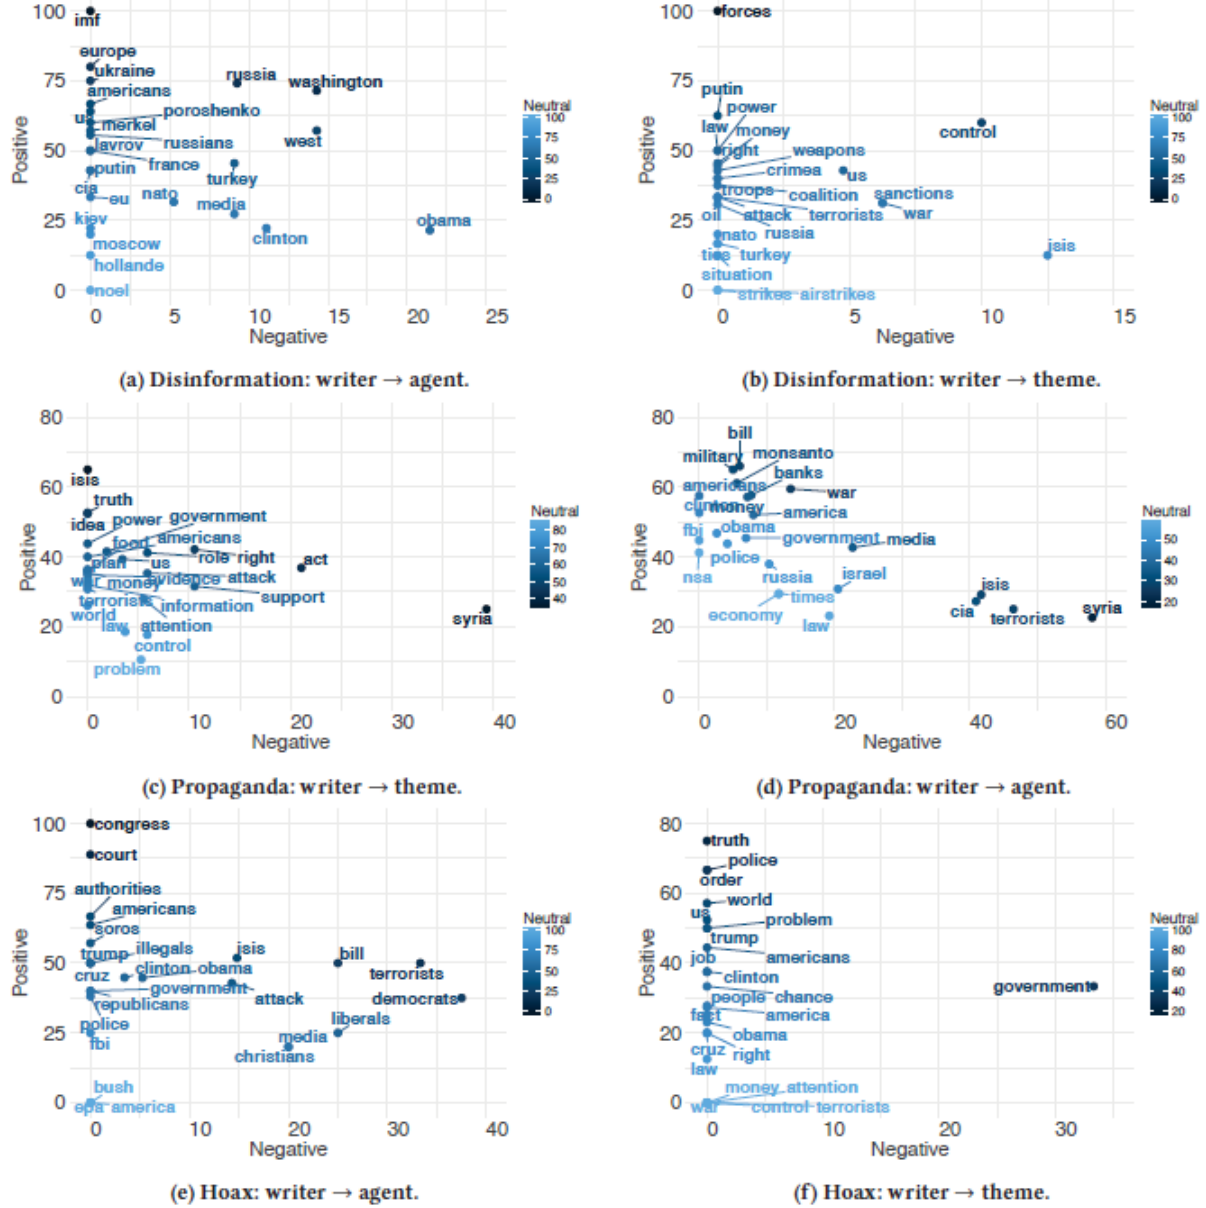 100
imf
europe
ukraine
75
russia
washington
americans
us
poroshenko
merkel
50
lavrov
russians
west
putin
france
turkey
cia
eu
nato
25
media
obama
kiev
clinton
moscow
hollande
0
noel
0 5 10 15 20 25
Negative
Positive
Neutral
100
75
50
25
0
(a) Disinformation: writer → agent.
100
forces
75
putin
power
law
money
control
50
right
weapons
crimea
us
troops
coalition
sanctions
25
oil
attack
terrorists
war
nato
russia
isis
ties
turkey
situation
0
strikes airstrikes
0 5 10 15
Negative
Positive
Neutral
100
75
50
25
0
(b) Disinformation: writer → theme.
80
60
isis
truth
idea
power
government
40
food
americans
plan
us
role
right
act
war
money
evidence
attack
support
terrorists
information
20
world
law
attention
syria
control
problem
0
0 10 20 30 40
Negative
Positive
80
70
60
50
40
(c) Propaganda: writer → theme.
80
bill
military
monsanto
banks
60
americans
war
clinton
money
america
fbi
obama
government
media
40
police
nsa
russia
israel
economy
times
isis
20
law
cia
terrorists
syria
0
0 20 40 60
Negative
Positive
50
40
30
20
(d) Propaganda: writer → agent.
100
congress
court
75
authorities
americans
soros
50
trump
illegals
isis
bill
cruz
clinton
obama
terrorists
government
republicans
attack
democrats
25
police
liberals
fbi
media
christians
bush
0
epa america
0 10 20 30 40
Negative
Positive
Neutral
100
75
50
25
0
(e) Hoax: writer → agent.
80
truth
police
order
60
world
us
problem
trump
40
job
americans
clinton
government
people
chance
fact
america
20
obama
cruz
right
law
money attention
0
war
control terrorists
0 10 20 30
Negative
Positive
Neutral
100
80
60
40
20
(f) Hoax: writer → theme.